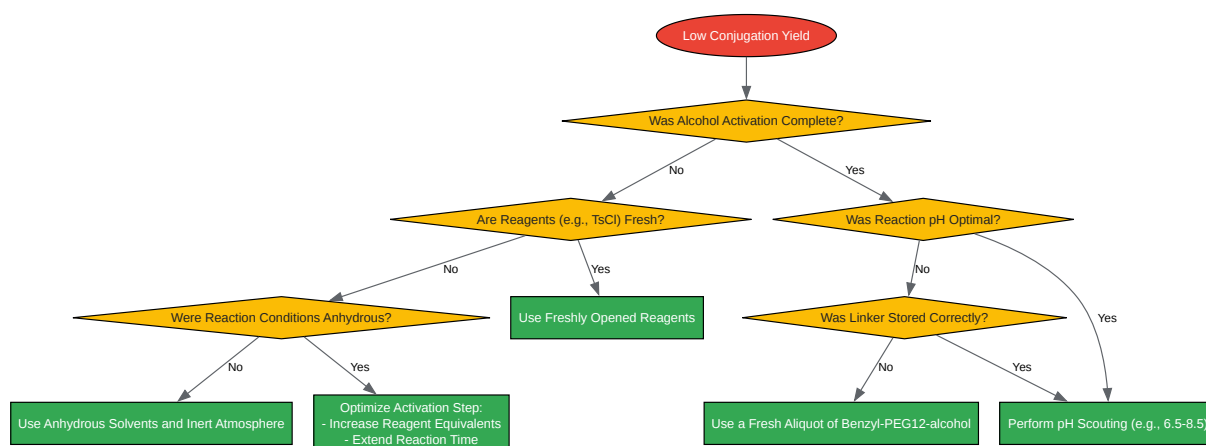 Low Conjugation Yield
Was Alcohol Activation Complete?
No
Yes
Are Reagents (e.g., TsCl) Fresh?
Was Reaction pH Optimal?
No
Yes
No
Yes
Were Reaction Conditions Anhydrous?
Use Freshly Opened Reagents
Was Linker Stored Correctly?
No
Yes
No
Yes
Use Anhydrous Solvents and Inert Atmosphere
Optimize Activation Step:
- Increase Reagent Equivalents
- Extend Reaction Time
Use a Fresh Aliquot of Benzyl-PEG12-alcohol
Perform pH Scouting (e.g., 6.5-8.5)